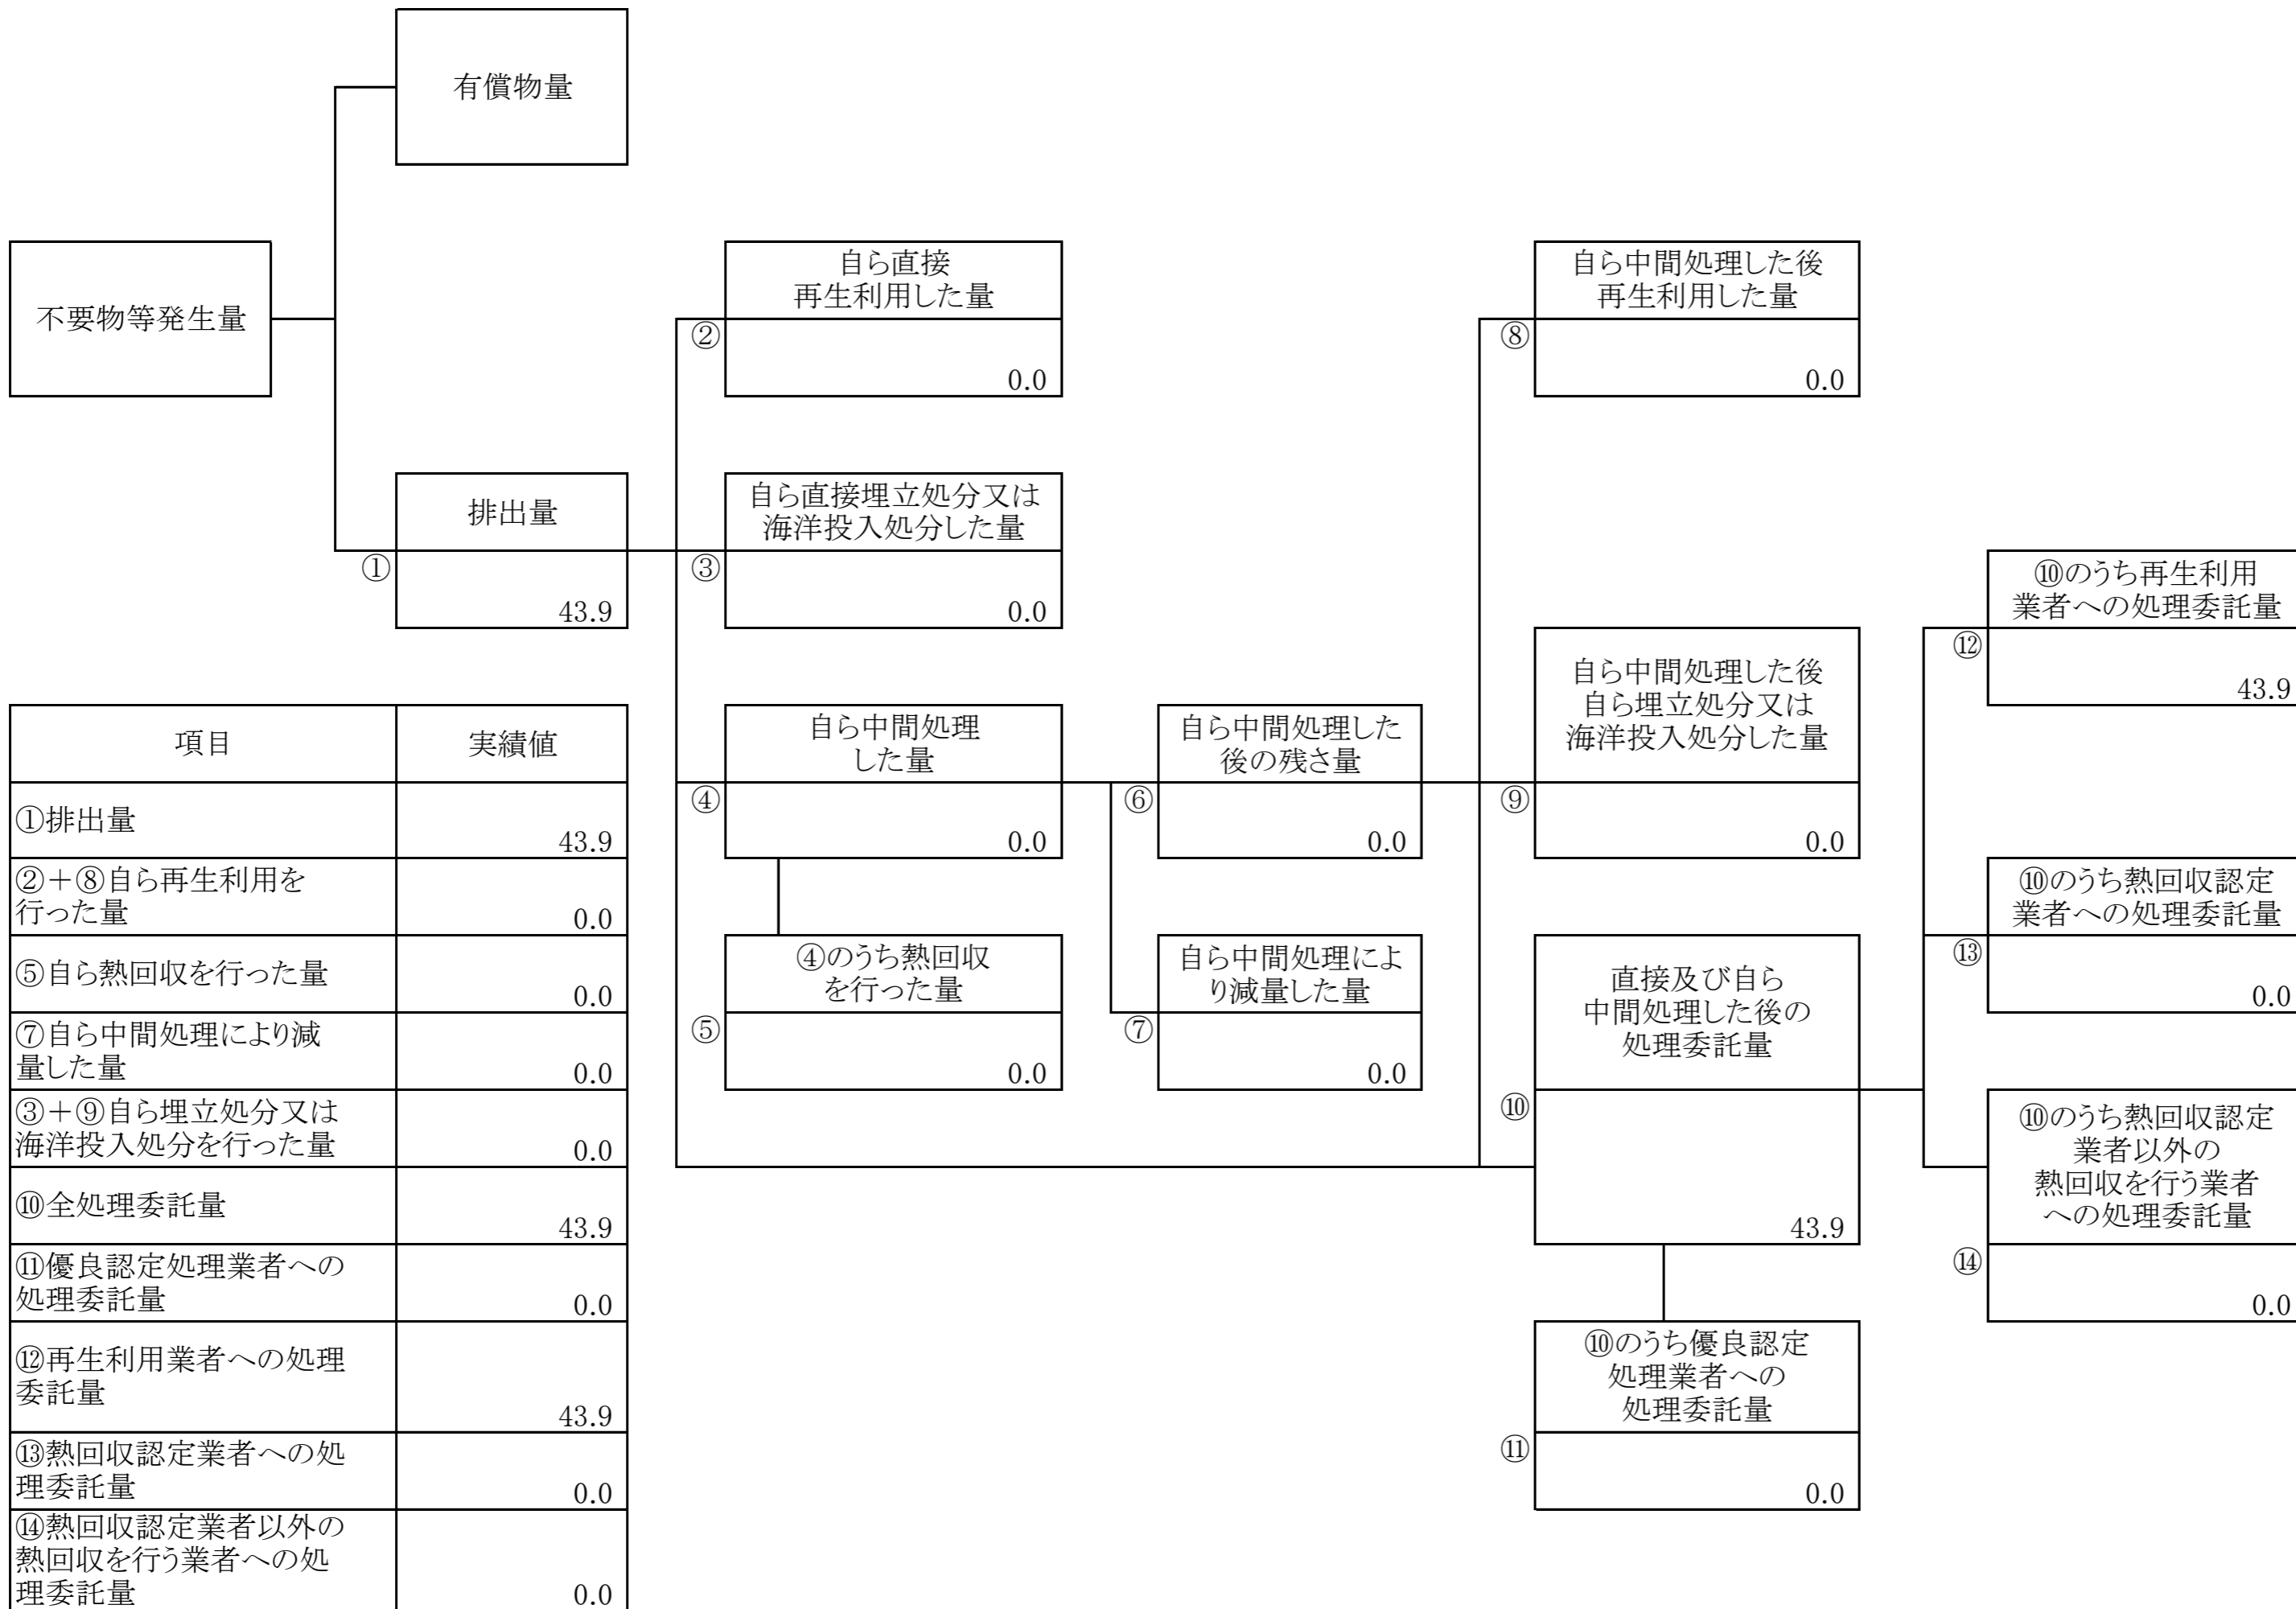 有償物量
不要物等発生量
自ら直接
再生利用した量
②
0.0
自ら中間処理した後
再生利用した量
⑧
0.0
排出量
①
43.9
自ら直接埋立処分又は
海洋投入処分した量
③
0.0
⑩のうち再生利用
業者への処理委託量
⑫
43.9
自ら中間処理
した量
④
0.0
自ら中間処理した
後の残さ量
⑥
0.0
自ら中間処理した後
自ら埋立処分又は
海洋投入処分した量
⑨
0.0
⑩のうち熱回収認定
業者への処理委託量
⑬
0.0
④のうち熱回収
を行った量
⑤
0.0
自ら中間処理によ
り減量した量
⑦
0.0
直接及び自ら
中間処理した後の
処理委託量
⑩
43.9
⑩のうち熱回収認定
業者以外の
熱回収を行う業者
への処理委託量
⑭
0.0
⑩のうち優良認定
処理業者への
処理委託量
⑪
0.0
項目
実績値
①排出量
43.9
②＋⑧自ら再生利用を
行った量
0.0
⑤自ら熱回収を行った量
0.0
⑦自ら中間処理により減
量した量
0.0
③＋⑨自ら埋立処分又は
海洋投入処分を行った量
0.0
⑩全処理委託量
43.9
⑪優良認定処理業者への
処理委託量
0.0
⑫再生利用業者への処理
委託量
43.9
⑬熱回収認定業者への処
理委託量
0.0
⑭熱回収認定業者以外の
熱回収を行う業者への処
理委託量
0.0